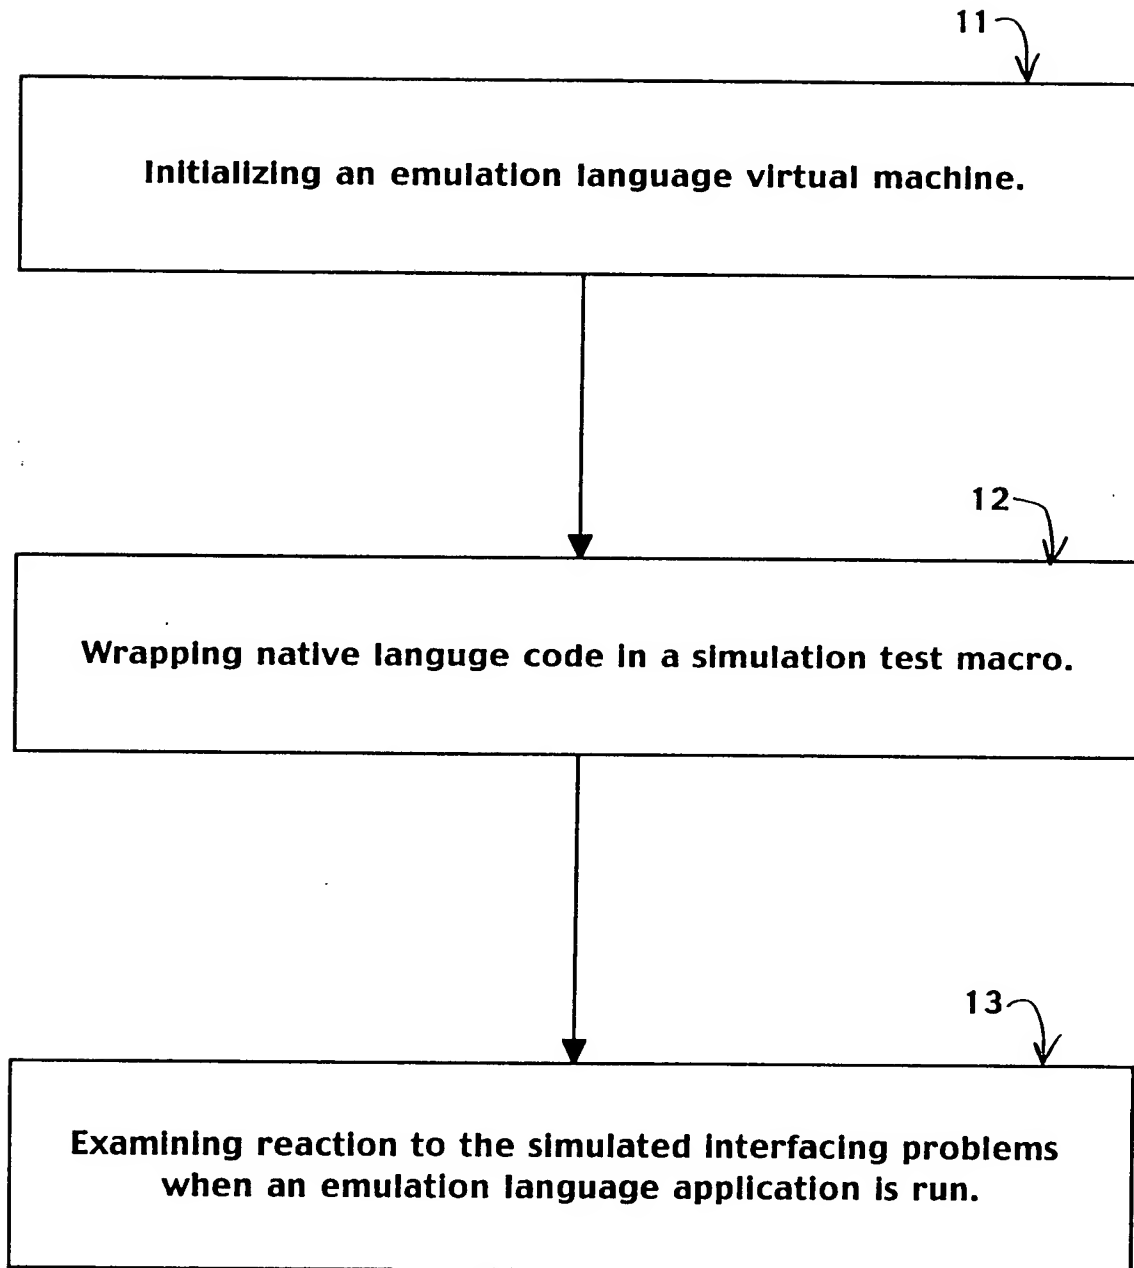 11
Initializing an emulation language virtual machine.
12
Wrapping native languge code in a simulation test macro.
13
Examining reaction to the simulated interfacing problems
when an emulation language application is run.